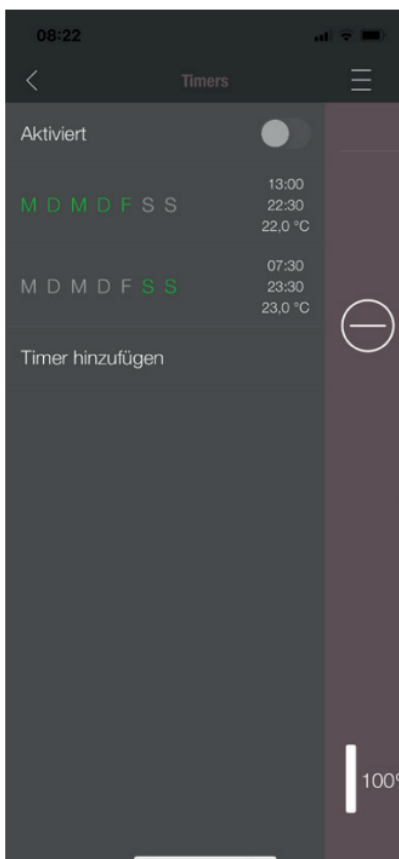 08:22
Timers
Aktiviert
M D M D F S S
13:00
22:30
22,0 °C
M D M D F S S
07:30
23:30
23,0 °C
Timer hinzufügen
100%